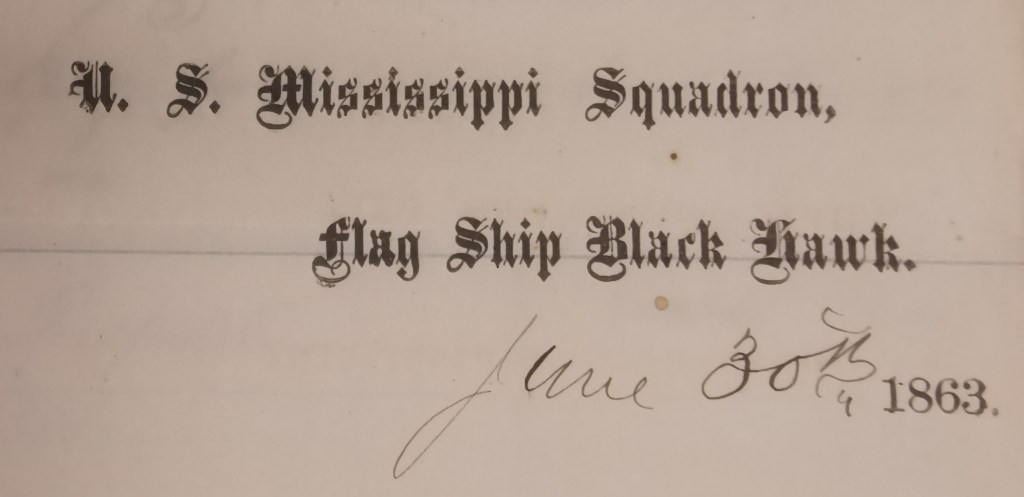 U. S. Mississippi Squadron,
Flag Ship Black Hawk.
June 30th 1863.